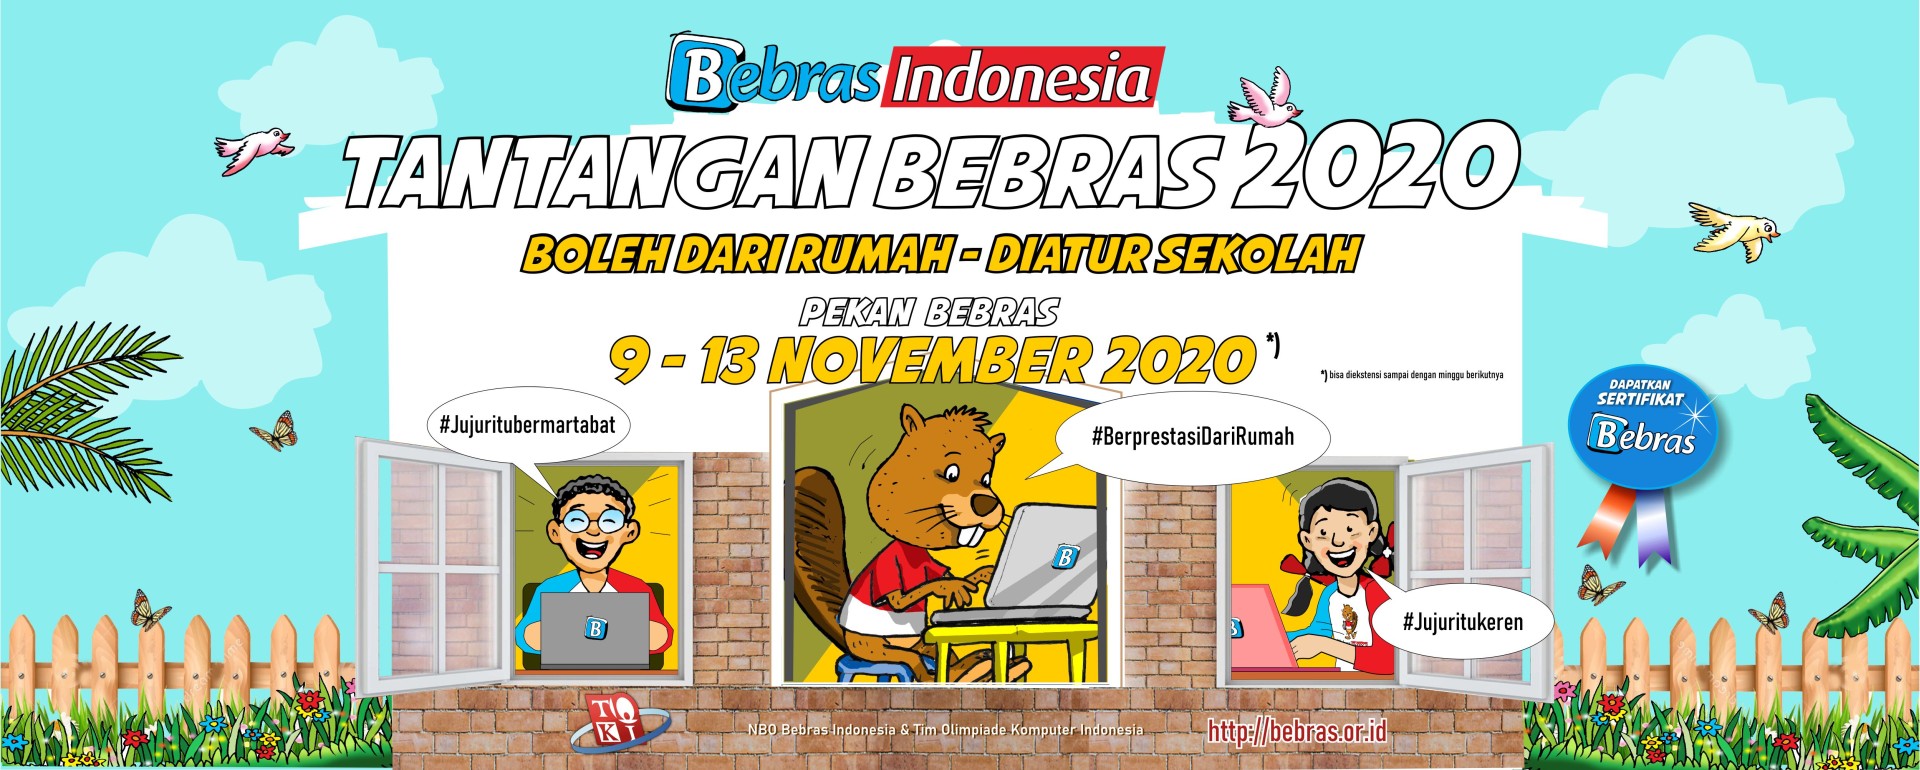 Bebras Indonesia
TANTANGAN BEBRAS 2020
BOLEH DARI RUMAH - DIATUR SEKOLAH
PEKAN BEBRAS
9 - 13 NOVEMBER 2020 *)
*) bisa diekstensi sampai dengan minggu berikutnya
DAPATKAN
SERTIFIKAT
Bebras
#Jujuritubermartabat
#BerprestasiDariRumah
#Jujuritukeren
B
B
B
TOKI
NBO Bebras Indonesia & Tim Olimpiade Komputer Indonesia
http://bebras.or.id